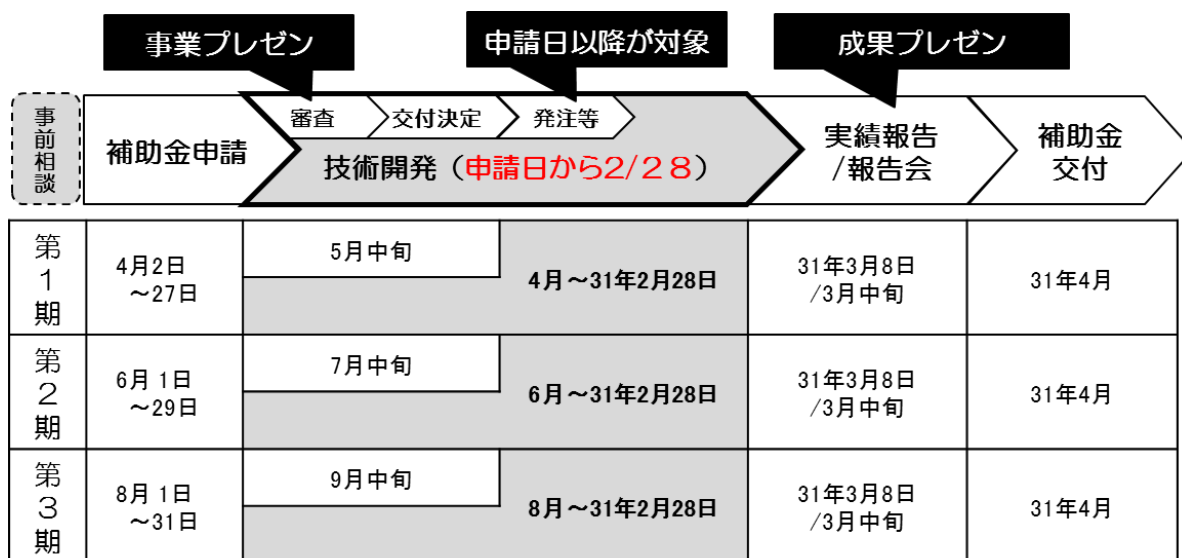 事業プレゼン
申請日以降が対象
成果プレゼン
事前相談
補助金申請
審査
交付決定
発注等
技術開発（申請日から2/28）
実績報告
/報告会
補助金
交付
第1期
4月2日
～27日
5月中旬
4月～31年2月28日
31年3月8日
/3月中旬
31年4月
第2期
6月1日
～29日
7月中旬
6月～31年2月28日
31年3月8日
/3月中旬
31年4月
第3期
8月1日
～31日
9月中旬
8月～31年2月28日
31年3月8日
/3月中旬
31年4月